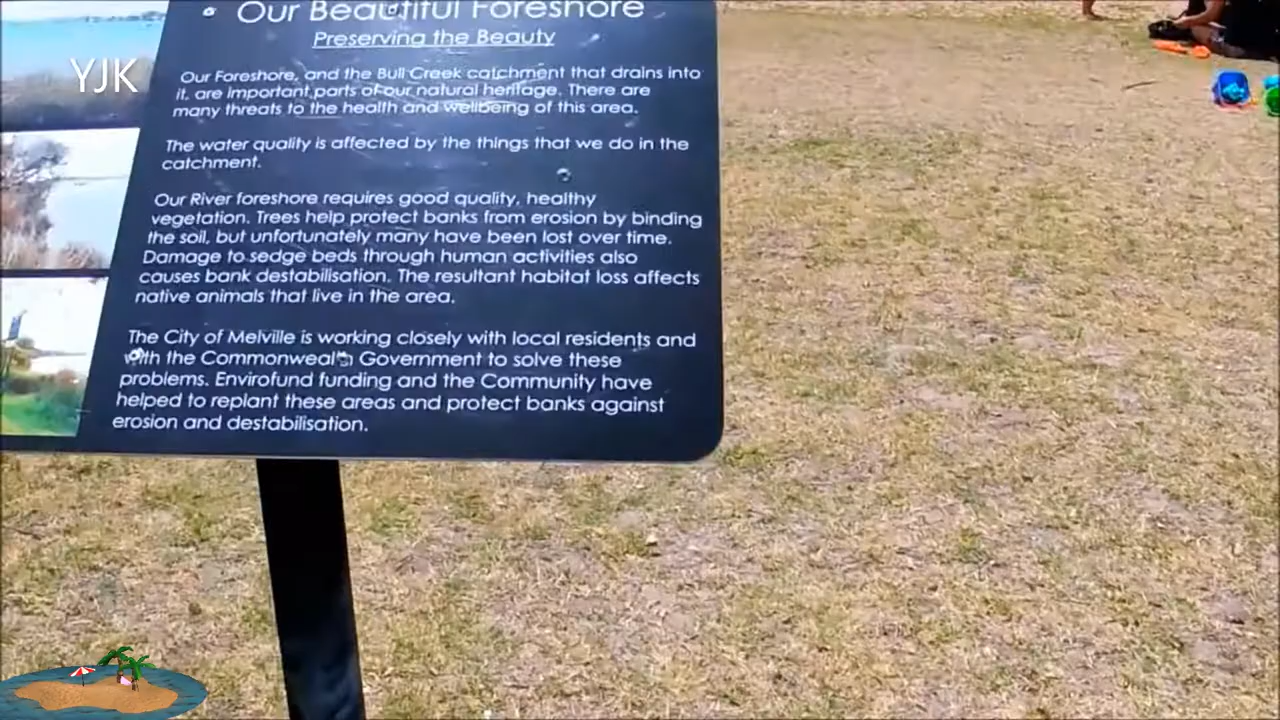 Our Beautiful Foreshore
Preserving the Beauty
YJK
Our Foreshore, and the Bull Creek catchment that drains into
it, are important parts of our natural heritage. There are
many threats to the health and wellbeing of this area.
The water quality is affected by the things that we do in the
catchment.
Our River foreshore requires good quality, healthy
vegetation. Trees help protect banks from erosion by binding
the soil, but unfortunately many have been lost over time.
Damage to sedge beds through human activities also
causes bank destabilisation. The resultant habitat loss affects
native animals that live in the area.
The City of Melville is working closely with local residents and
with the Commonwealth Government to solve these
problems. Envirofund funding and the Community have
helped to replant these areas and protect banks against
erosion and destabilisation.